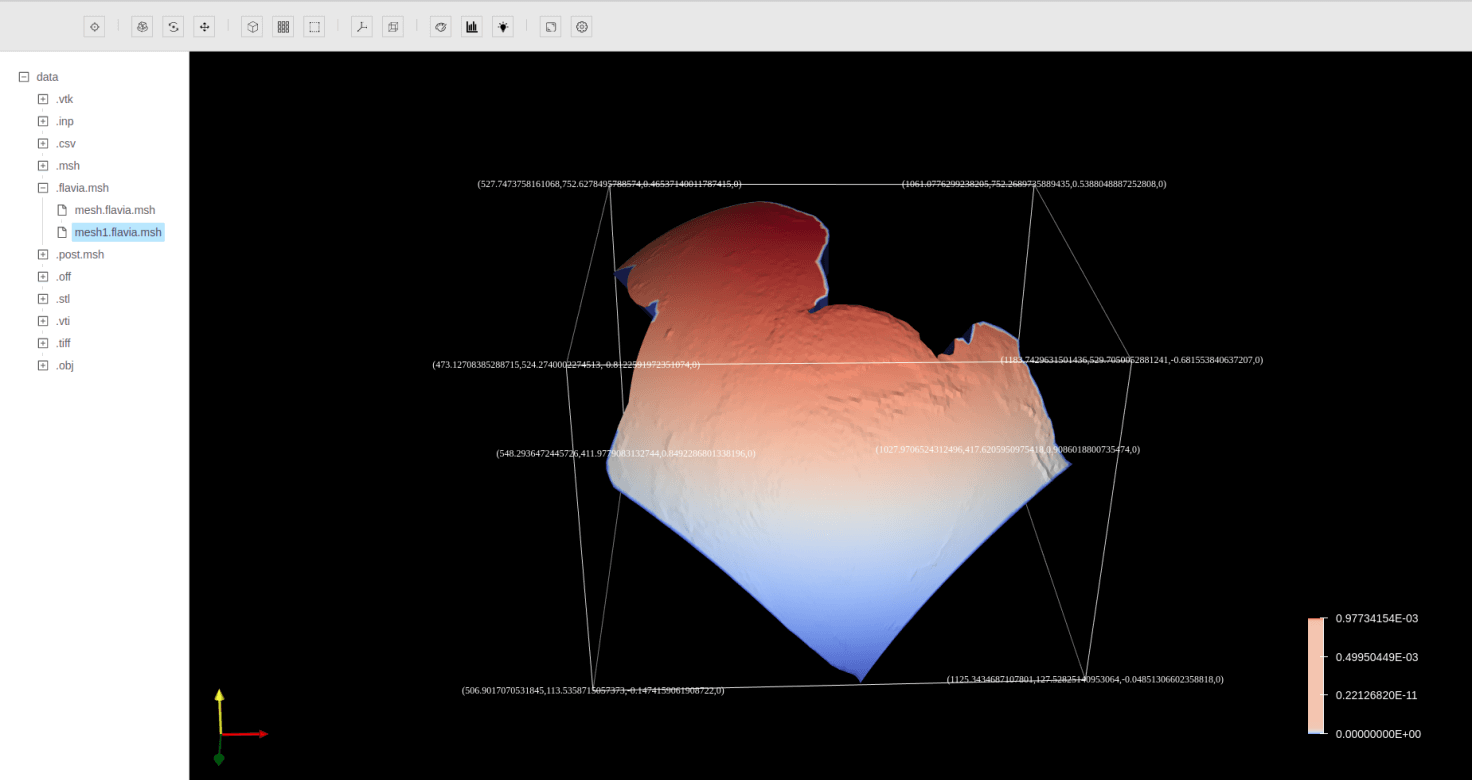 data
.vtk
.inp
.csv
.msh
.flavia.msh
mesh.flavia.msh
mesh1.flavia.msh
.post.msh
.off
.stl
.vti
.tiff
.obj
(527.7473758161068,752.6278495788574,0.46537140011787415,0)
(1061.0776299238205,752.2689735889435,0.5388048887252808,0)
(473.12708385288715,524.2740002274513,-0.8122591972351074,0)
(1183.7429631501436,529.7050052881241,-0.681553840637207,0)
(548.2936472445726,411.9779083132744,0.8492286801338196,0)
(1027.9706524312496,417.6205950975418,0.9086018800735474,0)
(506.9017070531845,113.5358715057373,-0.1474159061908722,0)
(1125.3434687107801,127.52825140953064,-0.04851306602358818,0)
0.97734154E-03
0.49950449E-03
0.22126820E-11
0.00000000E+00